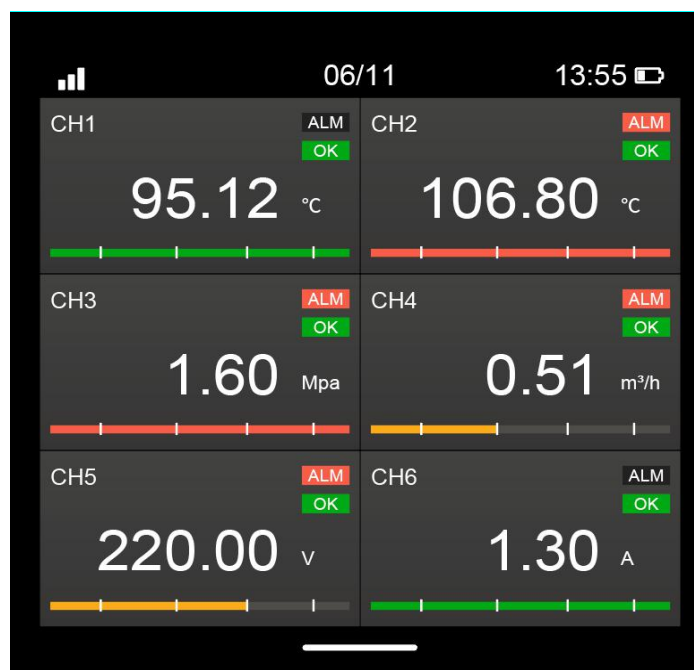 06/11 13:55
CH1 ALM
OK
95.12 °C
CH2 ALM
OK
106.80 °C
CH3 ALM
OK
1.60 Mpa
CH4 ALM
OK
0.51 m³/h
CH5 ALM
OK
220.00 V
CH6 ALM
OK
1.30 A